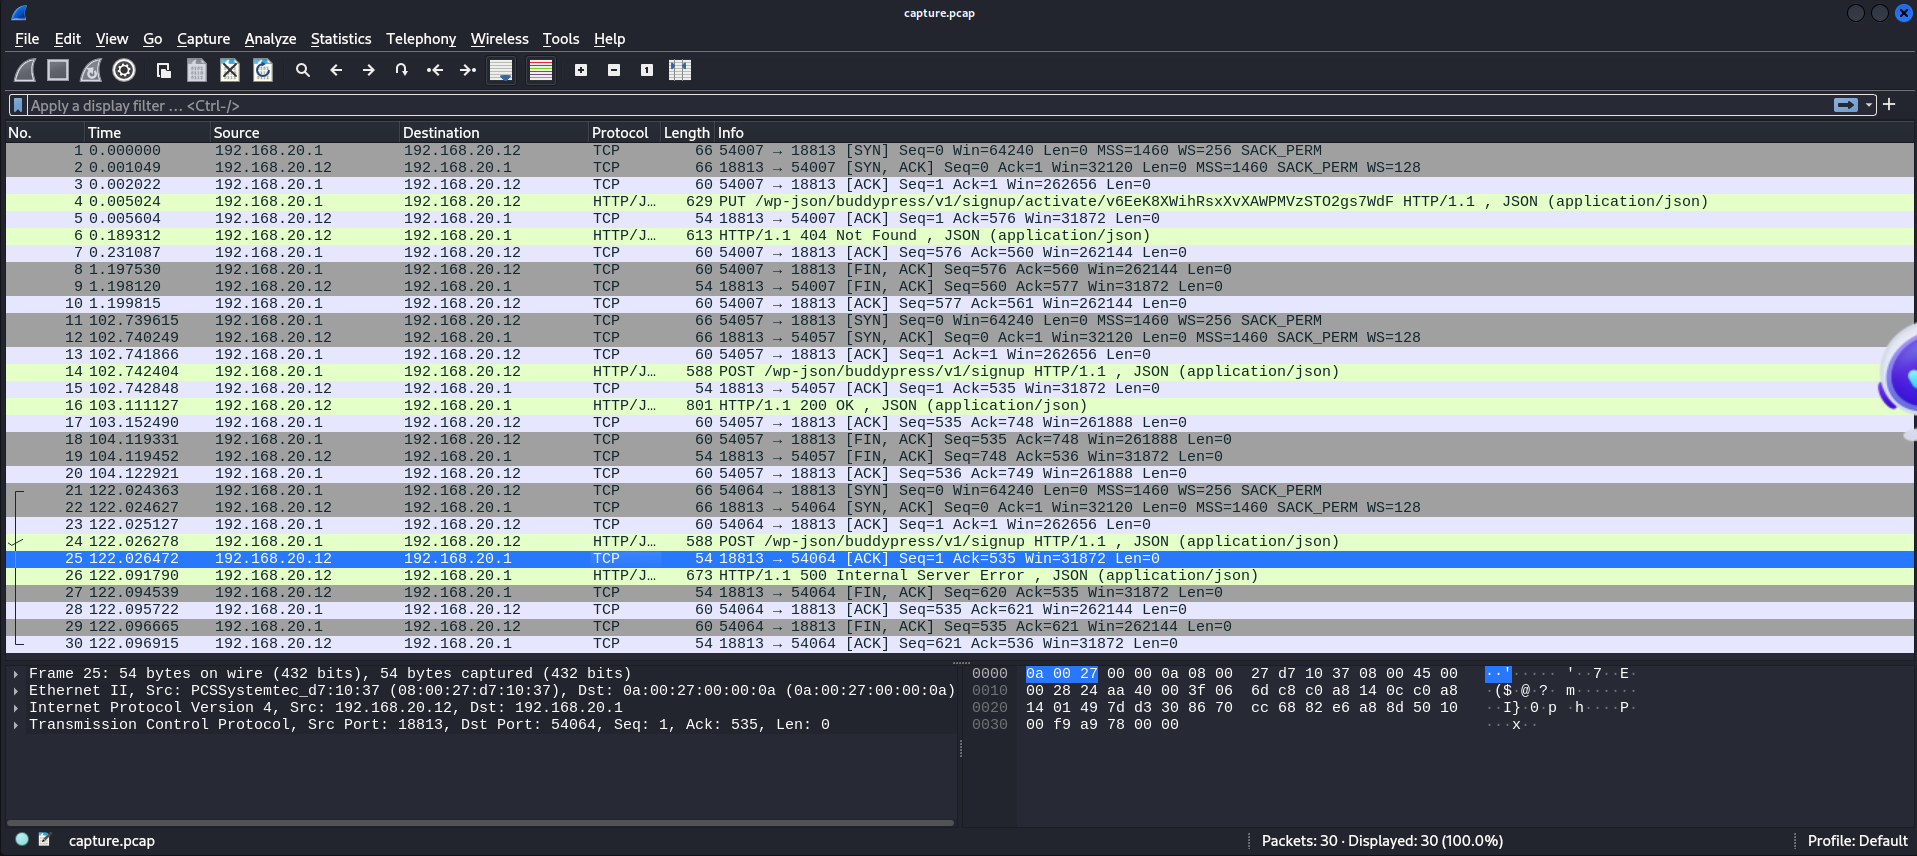 capture.pcap
File Edit View Go Capture Analyze Statistics Telephony Wireless Tools Help
Apply a display filter … <Ctrl-/>
No. Time Source Destination Protocol Length Info
1 0.000000 192.168.20.1 192.168.20.12 TCP 66 54007 → 18813 [SYN] Seq=0 Win=64240 Len=0 MSS=1460 WS=256 SACK_PERM
2 0.001049 192.168.20.12 192.168.20.1 TCP 66 18813 → 54007 [SYN, ACK] Seq=0 Ack=1 Win=32120 Len=0 MSS=1460 SACK_PERM WS=128
3 0.002022 192.168.20.1 192.168.20.12 TCP 60 54007 → 18813 [ACK] Seq=1 Ack=1 Win=262656 Len=0
4 0.005024 192.168.20.1 192.168.20.12 HTTP/J… 629 PUT /wp-json/buddypress/v1/signup/activate/v6EeK8XWihRsxXvXAWPMVzSTO2gs7WdF HTTP/1.1 , JSON (application/json)
5 0.005604 192.168.20.12 192.168.20.1 TCP 54 18813 → 54007 [ACK] Seq=1 Ack=576 Win=31872 Len=0
6 0.189312 192.168.20.12 192.168.20.1 HTTP/J… 613 HTTP/1.1 404 Not Found , JSON (application/json)
7 0.231087 192.168.20.1 192.168.20.12 TCP 60 54007 → 18813 [ACK] Seq=576 Ack=560 Win=262144 Len=0
8 1.197530 192.168.20.1 192.168.20.12 TCP 60 54007 → 18813 [FIN, ACK] Seq=576 Ack=560 Win=262144 Len=0
9 1.198120 192.168.20.12 192.168.20.1 TCP 54 18813 → 54007 [FIN, ACK] Seq=560 Ack=577 Win=31872 Len=0
10 1.199815 192.168.20.1 192.168.20.12 TCP 60 54007 → 18813 [ACK] Seq=577 Ack=561 Win=262144 Len=0
11 102.739615 192.168.20.1 192.168.20.12 TCP 66 54057 → 18813 [SYN] Seq=0 Win=64240 Len=0 MSS=1460 WS=256 SACK_PERM
12 102.740249 192.168.20.12 192.168.20.1 TCP 66 18813 → 54057 [SYN, ACK] Seq=0 Ack=1 Win=32120 Len=0 MSS=1460 SACK_PERM WS=128
13 102.741866 192.168.20.1 192.168.20.12 TCP 60 54057 → 18813 [ACK] Seq=1 Ack=1 Win=262656 Len=0
14 102.742404 192.168.20.1 192.168.20.12 HTTP/J… 588 POST /wp-json/buddypress/v1/signup HTTP/1.1 , JSON (application/json)
15 102.742848 192.168.20.12 192.168.20.1 TCP 54 18813 → 54057 [ACK] Seq=1 Ack=535 Win=31872 Len=0
16 103.111127 192.168.20.12 192.168.20.1 HTTP/J… 801 HTTP/1.1 200 OK , JSON (application/json)
17 103.152490 192.168.20.1 192.168.20.12 TCP 60 54057 → 18813 [ACK] Seq=535 Ack=748 Win=261888 Len=0
18 104.119331 192.168.20.1 192.168.20.12 TCP 60 54057 → 18813 [FIN, ACK] Seq=535 Ack=748 Win=261888 Len=0
19 104.119452 192.168.20.12 192.168.20.1 TCP 54 18813 → 54057 [FIN, ACK] Seq=748 Ack=536 Win=31872 Len=0
20 104.122921 192.168.20.1 192.168.20.12 TCP 60 54057 → 18813 [ACK] Seq=536 Ack=749 Win=261888 Len=0
21 122.024363 192.168.20.1 192.168.20.12 TCP 66 54064 → 18813 [SYN] Seq=0 Win=64240 Len=0 MSS=1460 WS=256 SACK_PERM
22 122.024627 192.168.20.12 192.168.20.1 TCP 66 18813 → 54064 [SYN, ACK] Seq=0 Ack=1 Win=32120 Len=0 MSS=1460 SACK_PERM WS=128
23 122.025127 192.168.20.1 192.168.20.12 TCP 60 54064 → 18813 [ACK] Seq=1 Ack=1 Win=262656 Len=0
24 122.026278 192.168.20.1 192.168.20.12 HTTP/J… 588 POST /wp-json/buddypress/v1/signup HTTP/1.1 , JSON (application/json)
25 122.026472 192.168.20.12 192.168.20.1 TCP 54 18813 → 54064 [ACK] Seq=1 Ack=535 Win=31872 Len=0
26 122.091790 192.168.20.12 192.168.20.1 HTTP/J… 673 HTTP/1.1 500 Internal Server Error , JSON (application/json)
27 122.094539 192.168.20.12 192.168.20.1 TCP 54 18813 → 54064 [FIN, ACK] Seq=620 Ack=535 Win=31872 Len=0
28 122.095722 192.168.20.1 192.168.20.12 TCP 60 54064 → 18813 [ACK] Seq=535 Ack=621 Win=262144 Len=0
29 122.096665 192.168.20.1 192.168.20.12 TCP 60 54064 → 18813 [FIN, ACK] Seq=535 Ack=621 Win=262144 Len=0
30 122.096915 192.168.20.12 192.168.20.1 TCP 54 18813 → 54064 [ACK] Seq=621 Ack=536 Win=31872 Len=0
Frame 25: 54 bytes on wire (432 bits), 54 bytes captured (432 bits)
Ethernet II, Src: PCSSystemtec_d7:10:37 (08:00:27:d7:10:37), Dst: 0a:00:27:00:00:0a (0a:00:27:00:00:0a)
Internet Protocol Version 4, Src: 192.168.20.12, Dst: 192.168.20.1
Transmission Control Protocol, Src Port: 18813, Dst Port: 54064, Seq: 1, Ack: 535, Len: 0
0000 0a 00 27 00 00 0a 08 00 27 d7 10 37 08 00 45 00 ··'·····'··7··E·
0010 00 28 24 aa 40 00 3f 06 6d c8 c0 a8 14 0c c0 a8 ·($·@·?·m·······
0020 14 01 49 7d d3 30 86 70 cc 68 82 e6 a8 8d 50 10 ··I}·0·p·h····P·
0030 00 f9 a9 78 00 00 ···x··
capture.pcap
Packets: 30 · Displayed: 30 (100.0%)
Profile: Default